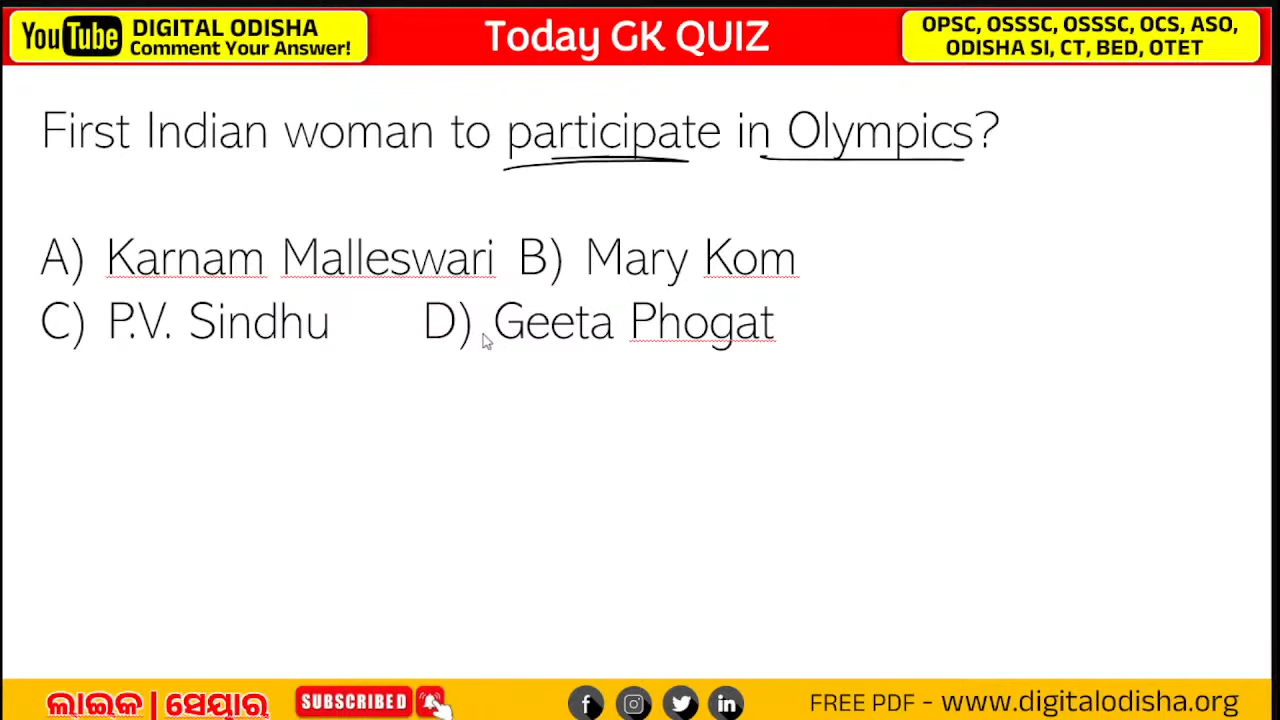 YouTube DIGITAL ODISHA
Comment Your Answer!
Today GK QUIZ
OPSC, OSSSC, OSSSC, OCS, ASO,
ODISHA SI, CT, BED, OTET
First Indian woman to participate in Olympics?
A) Karnam Malleswari B) Mary Kom
C) P.V. Sindhu D) Geeta Phogat
ଲାଇକ | ସେୟାର୍
SUBSCRIBED
FREE PDF - www.digitalodisha.org